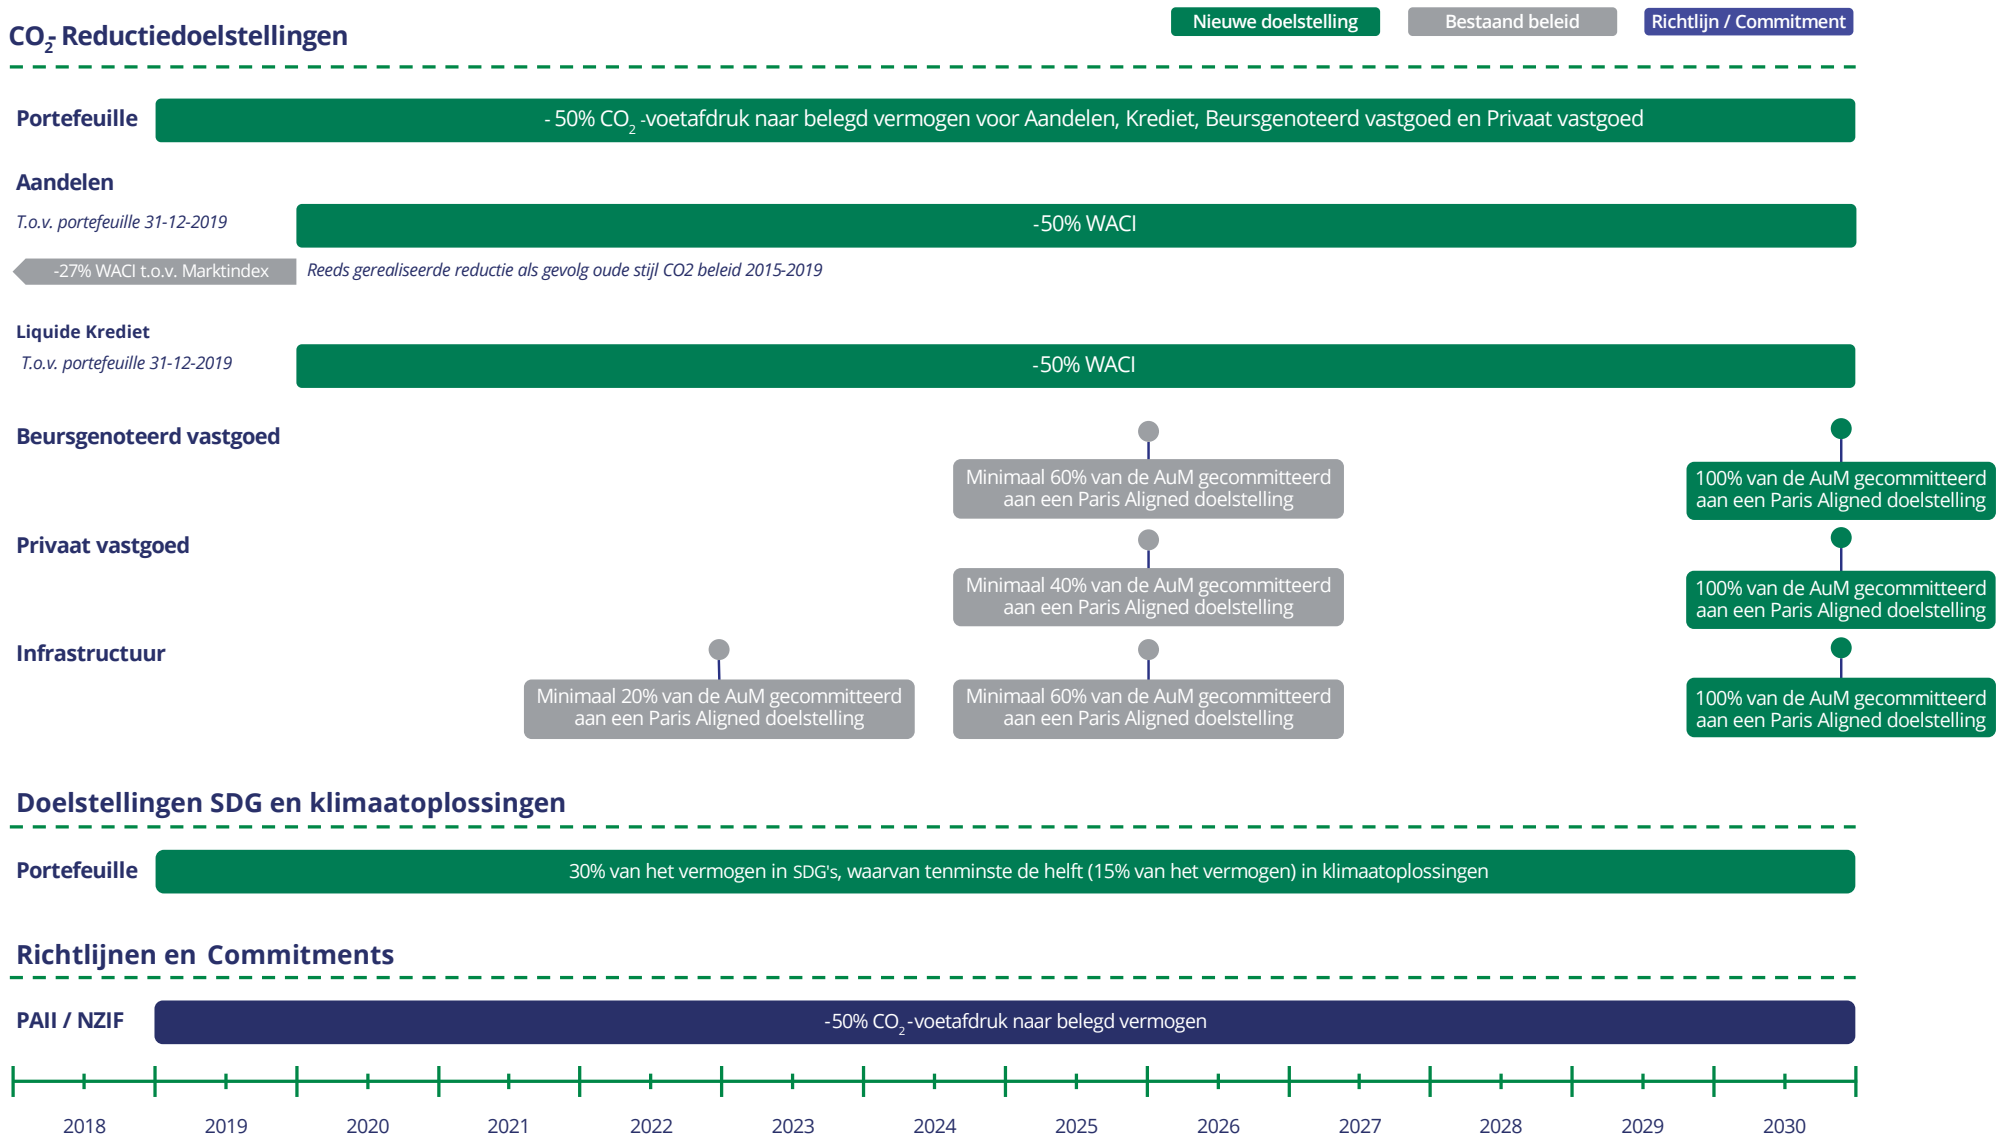 CO2- Reductiedoelstellingen
Nieuwe doelstelling
Bestaand beleid
Richtlijn / Commitment
Portefeuille
- 50% CO2 -voetafdruk naar belegd vermogen voor Aandelen, Krediet, Beursgenoteerd vastgoed en Privaat vastgoed
Aandelen
T.o.v. portefeuille 31-12-2019
-50% WACI
-27% WACI t.o.v. Marktindex
Reeds gerealiseerde reductie als gevolg oude stijl CO2 beleid 2015-2019
Liquide Krediet
T.o.v. portefeuille 31-12-2019
-50% WACI
Beursgenoteerd vastgoed
Minimaal 60% van de AuM gecommitteerd
aan een Paris Aligned doelstelling
100% van de AuM gecommitteerd
aan een Paris Aligned doelstelling
Privaat vastgoed
Minimaal 40% van de AuM gecommitteerd
aan een Paris Aligned doelstelling
100% van de AuM gecommitteerd
aan een Paris Aligned doelstelling
Infrastructuur
Minimaal 20% van de AuM gecommitteerd
aan een Paris Aligned doelstelling
Minimaal 60% van de AuM gecommitteerd
aan een Paris Aligned doelstelling
100% van de AuM gecommitteerd
aan een Paris Aligned doelstelling
Doelstellingen SDG en klimaatoplossingen
Portefeuille
30% van het vermogen in SDG's, waarvan tenminste de helft (15% van het vermogen) in klimaatoplossingen
Richtlijnen en Commitments
PAII / NZIF
-50% CO2-voetafdruk naar belegd vermogen
2018 2019 2020 2021 2022 2023 2024 2025 2026 2027 2028 2029 2030